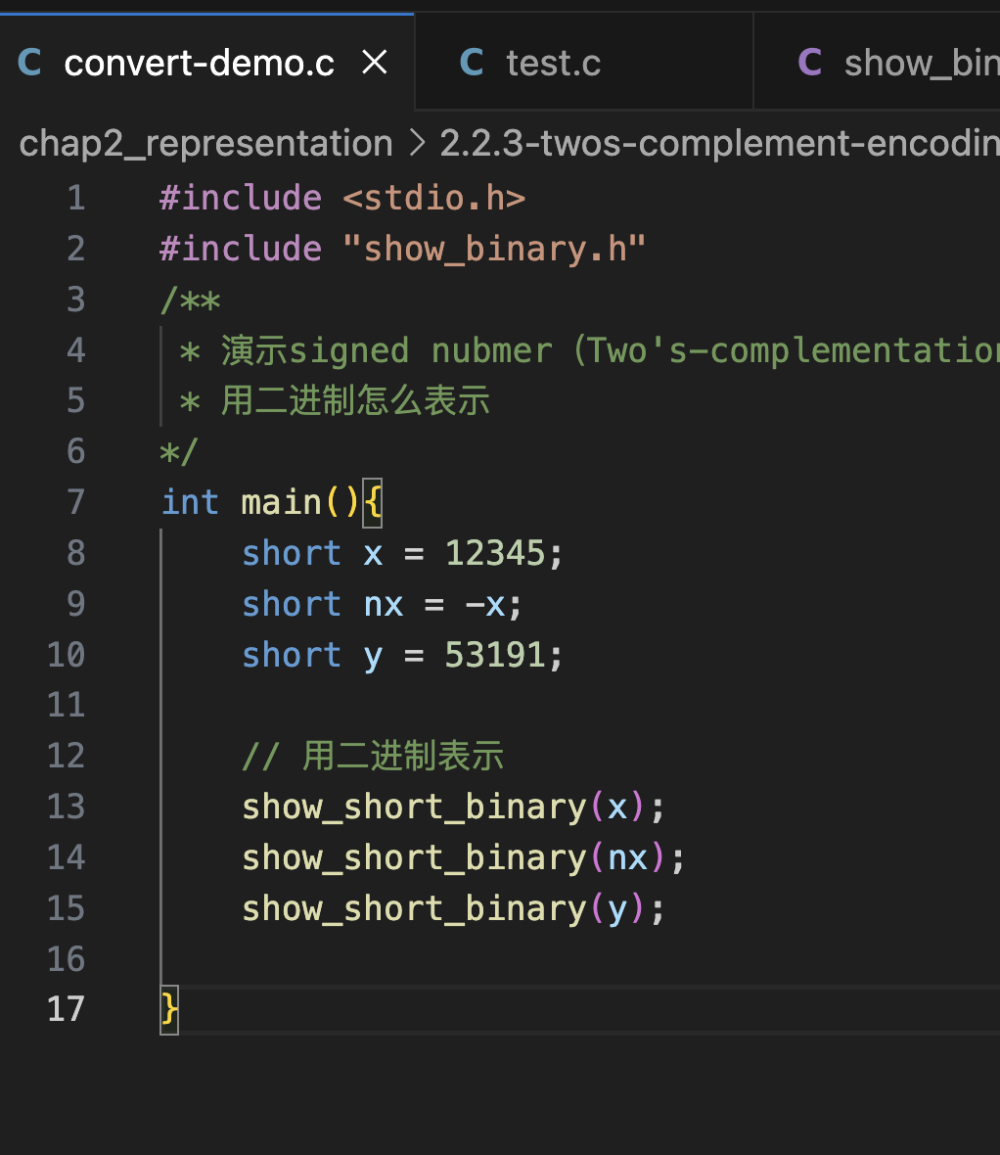 C convert-demo.c × C test.c C show_bin
chap2_representation > 2.2.3-twos-complement-encodin
1 #include <stdio.h>
2 #include "show_binary.h"
3 /**
4 * 演示signed nubmer (Two's-complementation
5 * 用二进制怎么表示
6 */
7 int main(){
8 short x = 12345;
9 short nx = -x;
10 short y = 53191;
11
12 // 用二进制表示
13 show_short_binary(x);
14 show_short_binary(nx);
15 show_short_binary(y);
16
17 }